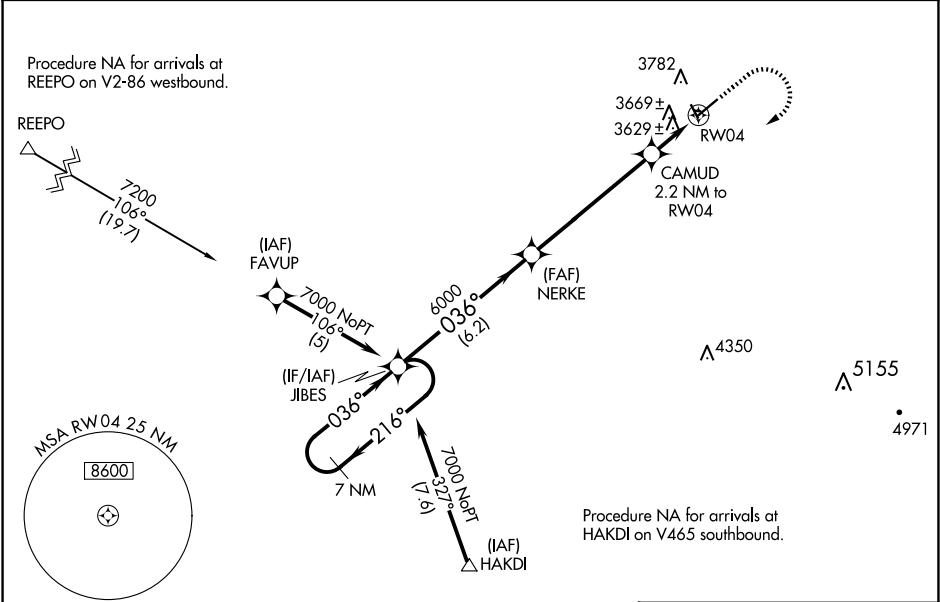 Procedure NA for arrivals at
REEPO on V2-86 westbound.
REEPO
7200
106°
(19.7)
(IAF)
FAVUP
7000 NoPT
106°
(5)
(IF/IAF)
JIBES
036°
216°
7 NM
6000
036°
(6.2)
(FAF)
NERKE
CAMUD
2.2 NM to
RW04
3782
3669±
3629±
RW04
4350
5155
4971
7000 NoPT
327°
(7.6)
(IAF)
HAKDI
Procedure NA for arrivals at
HAKDI on V465 southbound.
MSA RW04 25 NM
8600